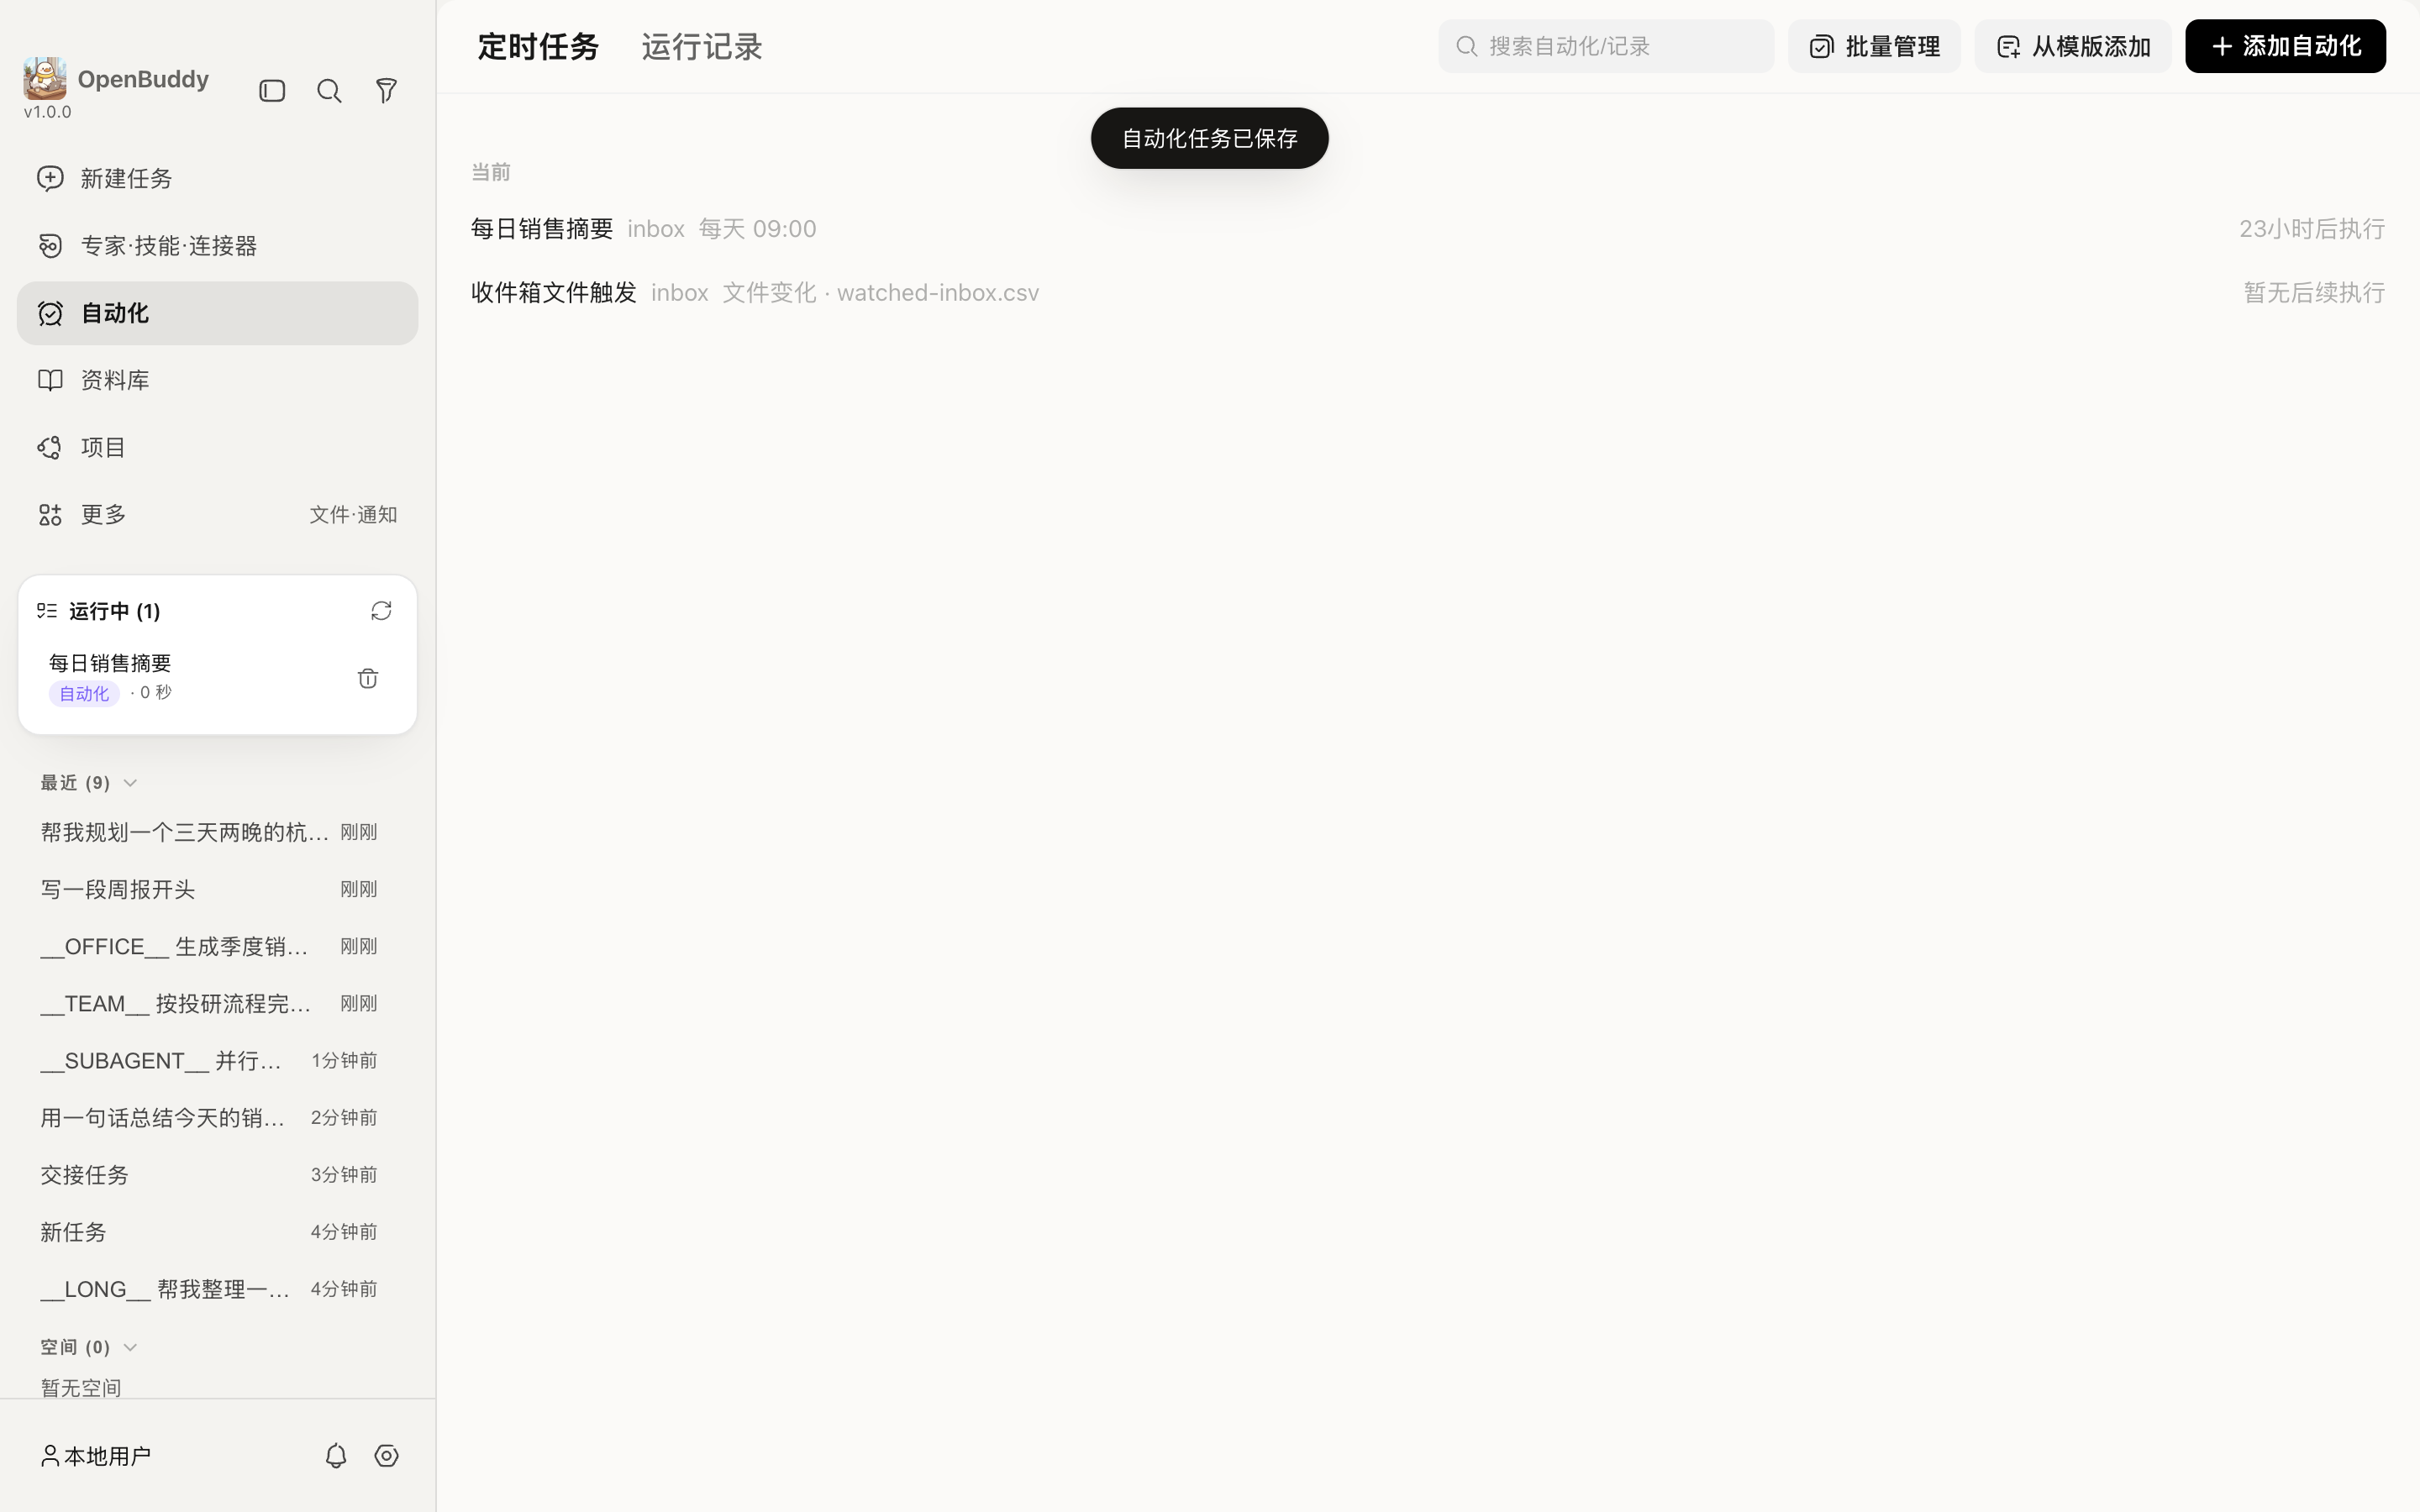 OpenBuddy
v1.0.0
新建任务
专家·技能·连接器
自动化
资料库
项目
更多 文件·通知
运行中 (1)
每日销售摘要
自动化 · 0 秒
最近 (9)
帮我规划一个三天两晚的杭... 刚刚
写一段周报开头 刚刚
__OFFICE__ 生成季度销... 刚刚
__TEAM__ 按投研流程完... 刚刚
__SUBAGENT__ 并行... 1分钟前
用一句话总结今天的销... 2分钟前
交接任务 3分钟前
新任务 4分钟前
__LONG__ 帮我整理一... 4分钟前
空间 (0)
暂无空间
本地用户
定时任务 运行记录 搜索自动化/记录 批量管理 从模版添加 添加自动化
自动化任务已保存
当前
每日销售摘要 inbox 每天 09:00 23小时后执行
收件箱文件触发 inbox 文件变化 · watched-inbox.csv 暂无后续执行